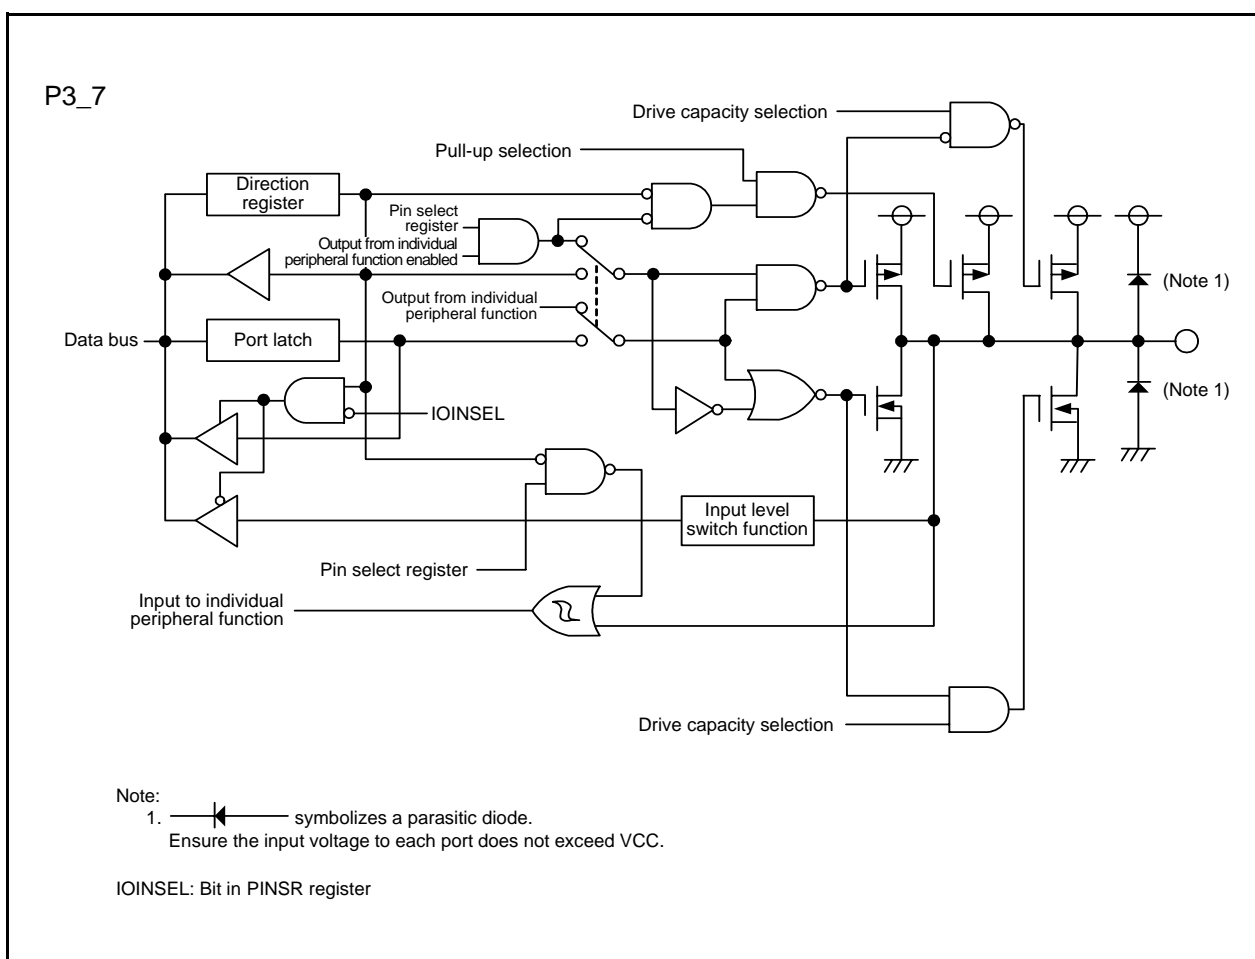 P3_7
Drive capacity selection
Pull-up selection
Direction
register
Pin select
register
Output from individual
peripheral function enabled
(Note 1)
Output from individual
peripheral function
Data bus
Port latch
(Note 1)
IOINSEL
Input level
switch function
Pin select register
Input to individual
peripheral function
Drive capacity selection
Note:
1. symbolizes a parasitic diode.
Ensure the input voltage to each port does not exceed VCC.
IOINSEL: Bit in PINSR register